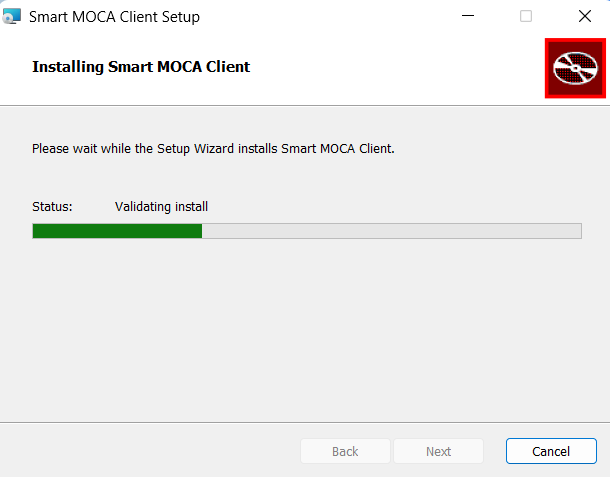 Smart MOCA Client Setup
Installing Smart MOCA Client
Please wait while the Setup Wizard installs Smart MOCA Client.
Status: Validating install
Back Next Cancel